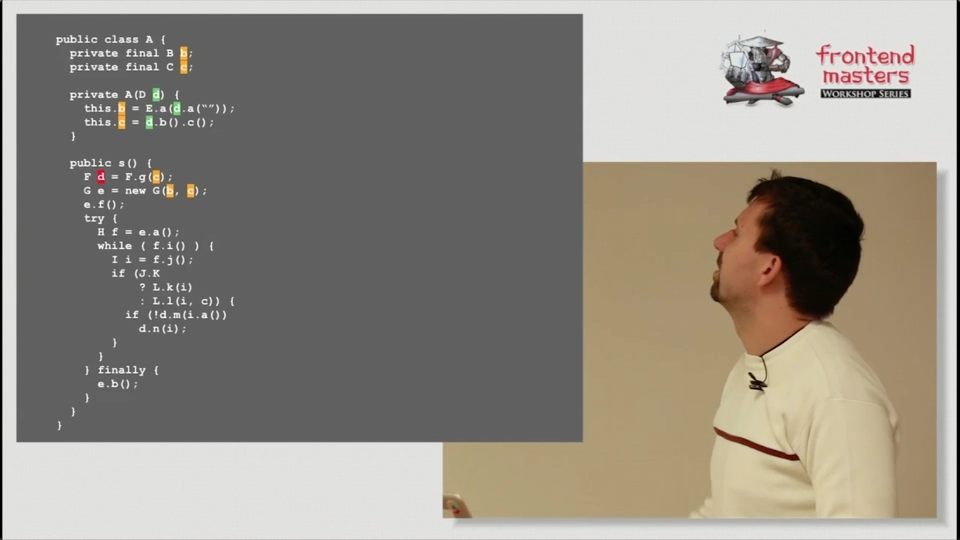 public class A {
private final B b;
private final C c;
private A(D d) {
this.b = E.a(d.a(“”));
this.c = d.b().c();
}
public s() {
F d = F.g(c);
G e = new G(b, c);
e.f();
try {
H f = e.a();
while ( f.i() ) {
I i = f.j();
if (J.K
? L.k(i)
: L.l(i, c)) {
if (!d.m(i.a())
d.n(i);
}
}
} finally {
e.b();
}
}
}
frontend
masters
WORKSHOP SERIES